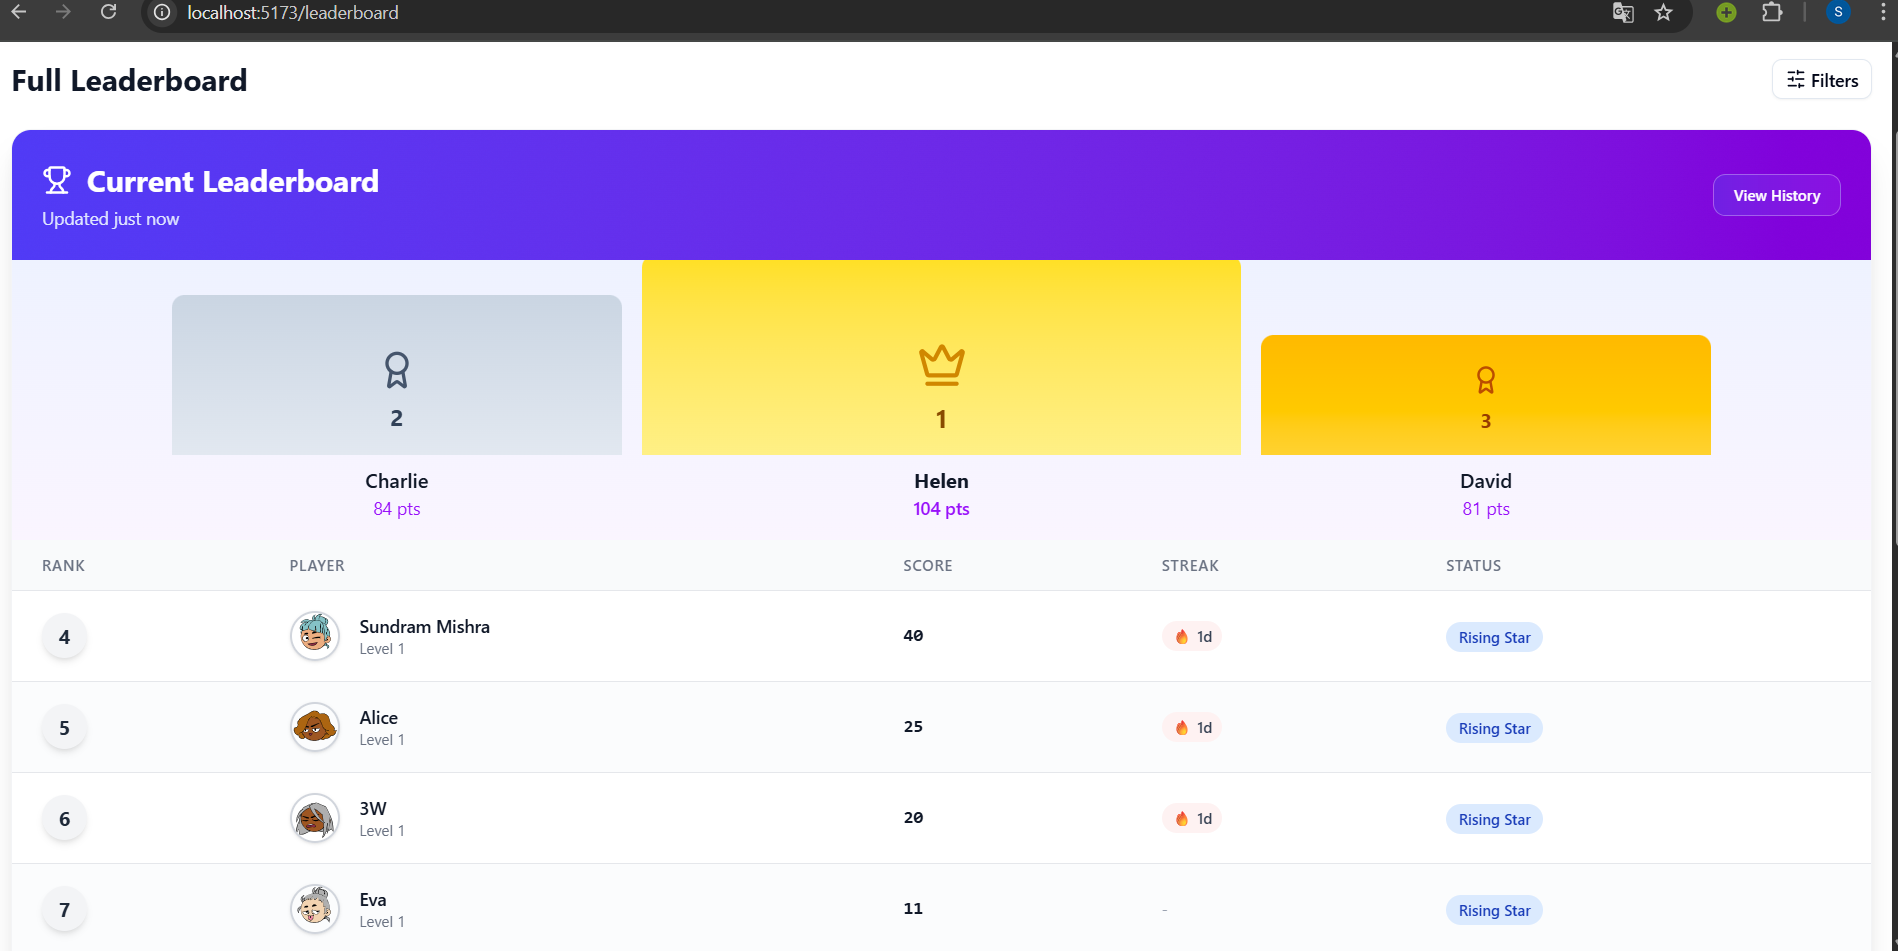 localhost:5173/leaderboard
S
Full Leaderboard
Filters
Current Leaderboard
Updated just now
View History
2
1
3
Charlie
Helen
David
84 pts
104 pts
81 pts
RANK PLAYER SCORE STREAK STATUS
4 Sundram Mishra 40 1d Rising Star
Level 1
5 Alice 25 1d Rising Star
Level 1
6 3W 20 1d Rising Star
Level 1
7 Eva 11 - Rising Star
Level 1